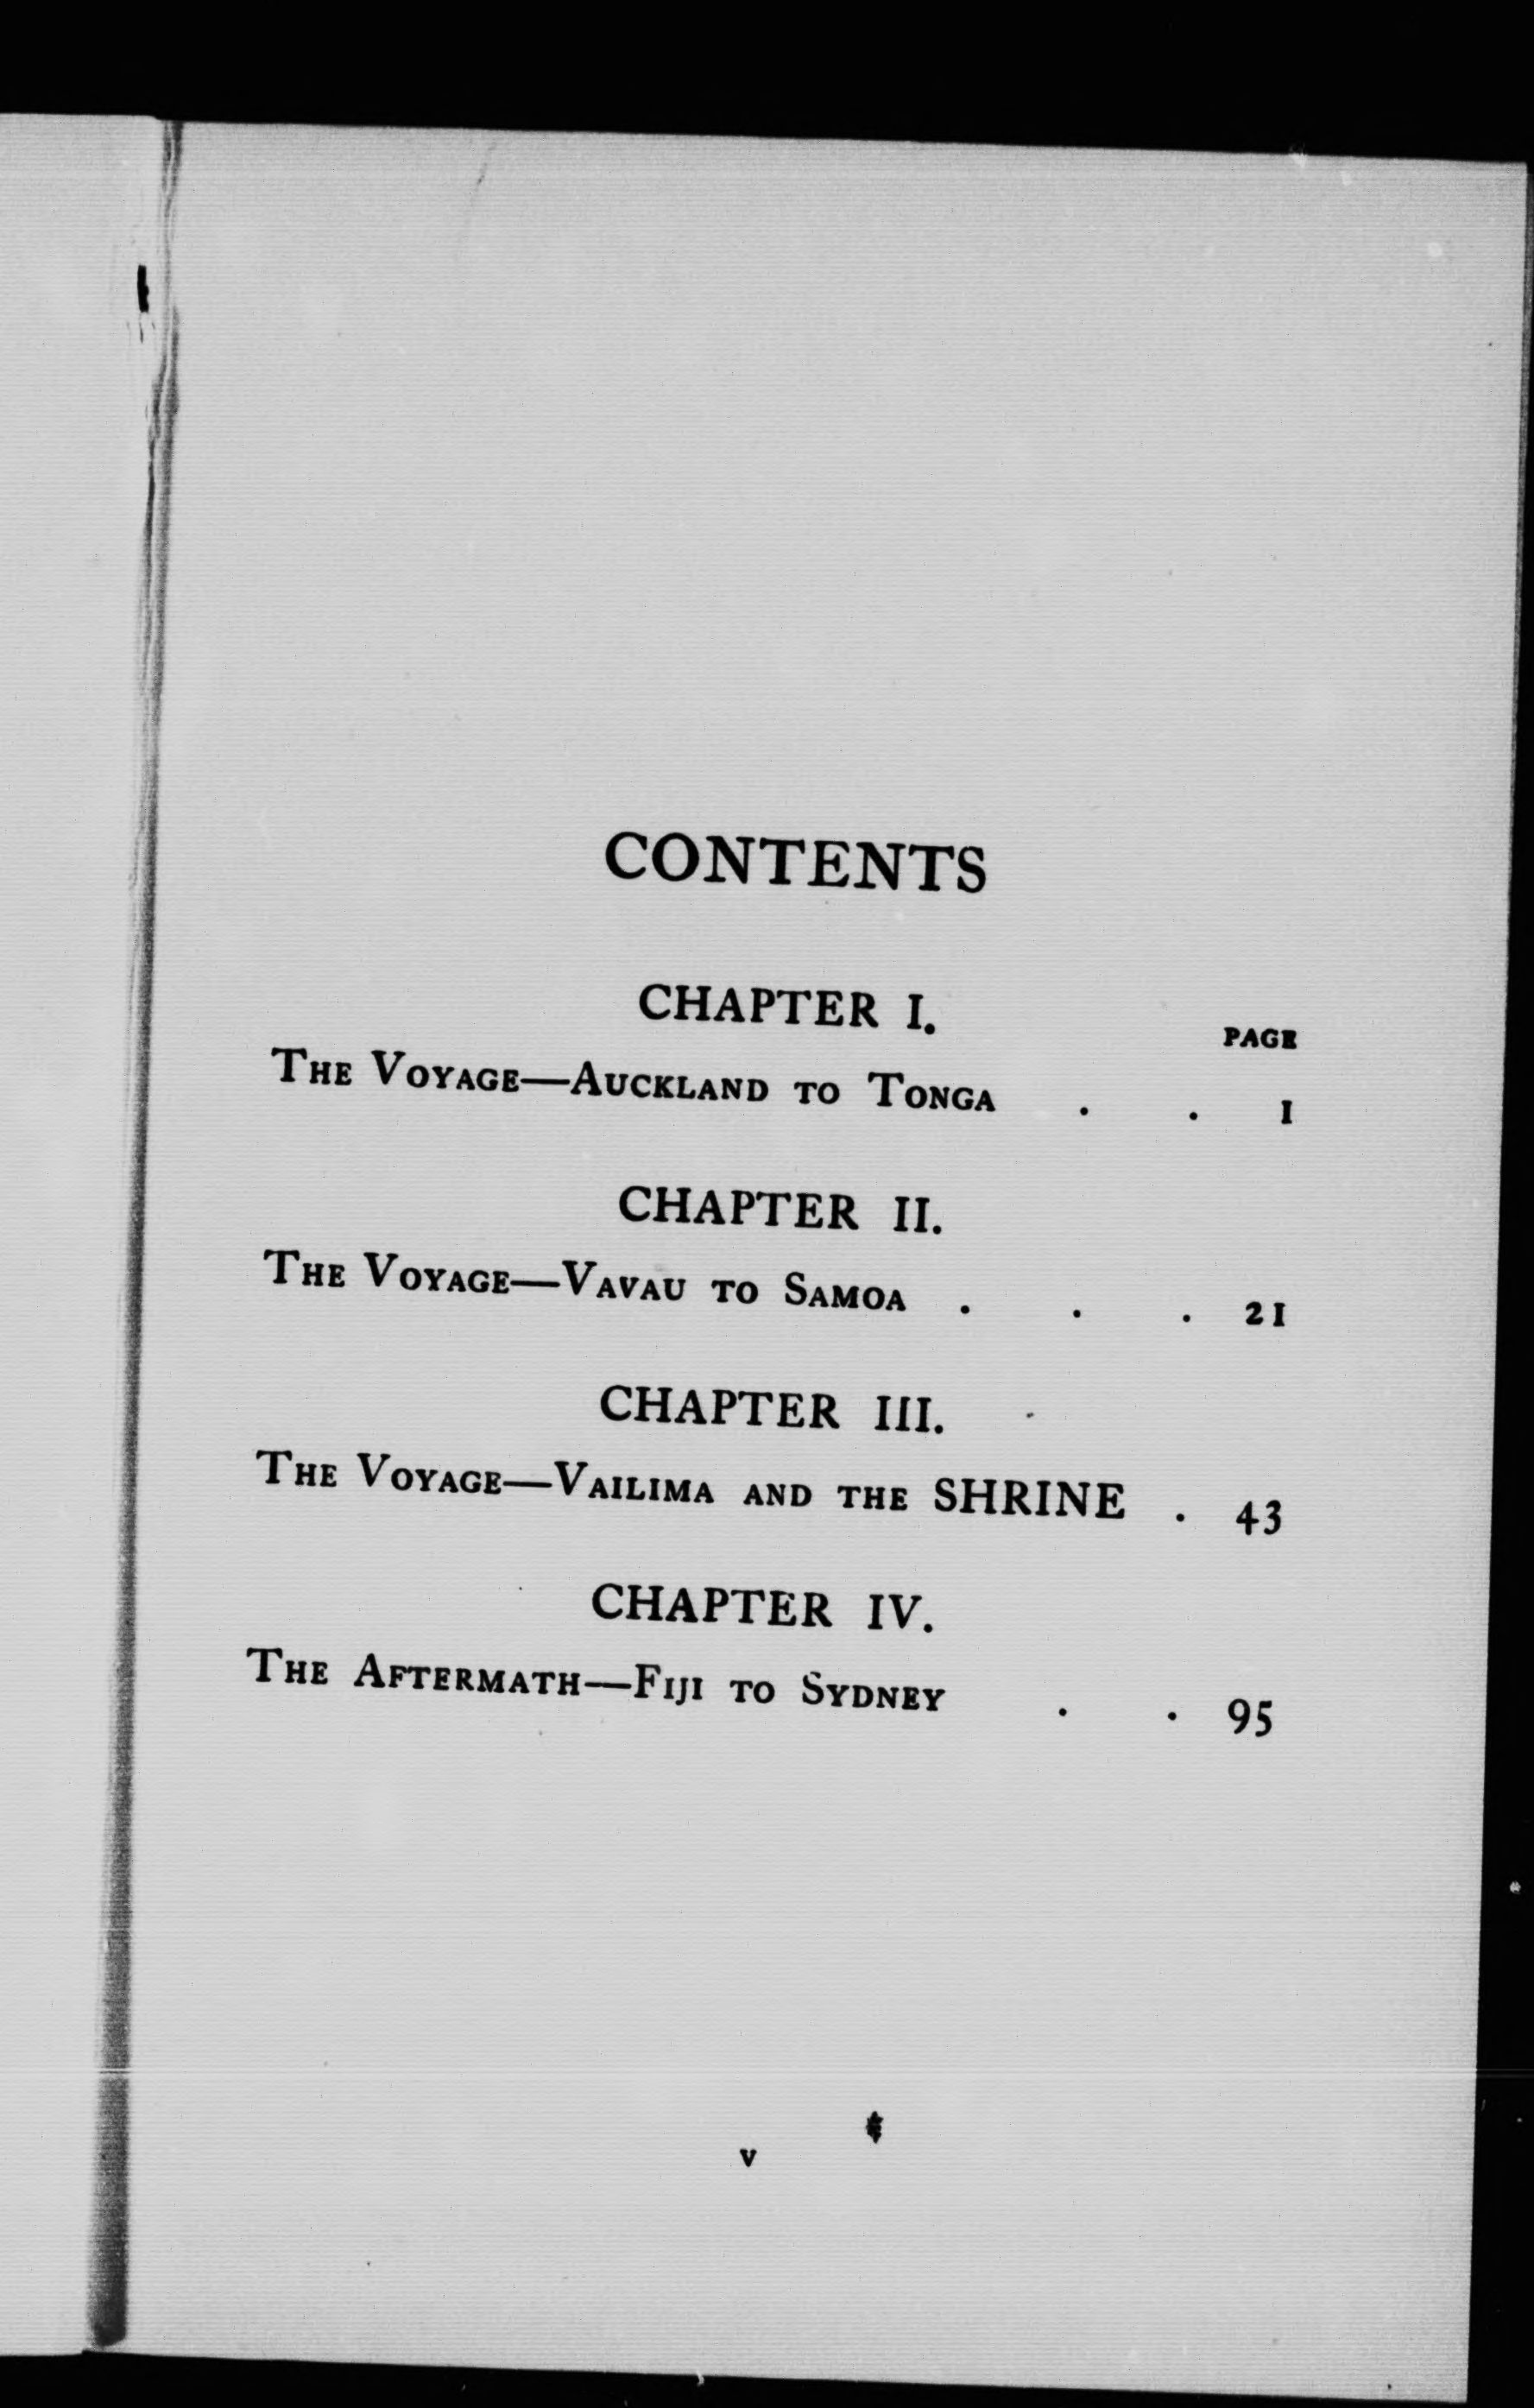 CONTENTS
CHAPTER I.
PAGE
The Voyage—Auckland to Tonga . . 1
CHAPTER II.
The Voyage—Vavau to Samoa . . . 21
CHAPTER III.
The Voyage—Vailima and the SHRINE . 43
CHAPTER IV.
The Aftermath—Fiji to Sydney . . 95
v *